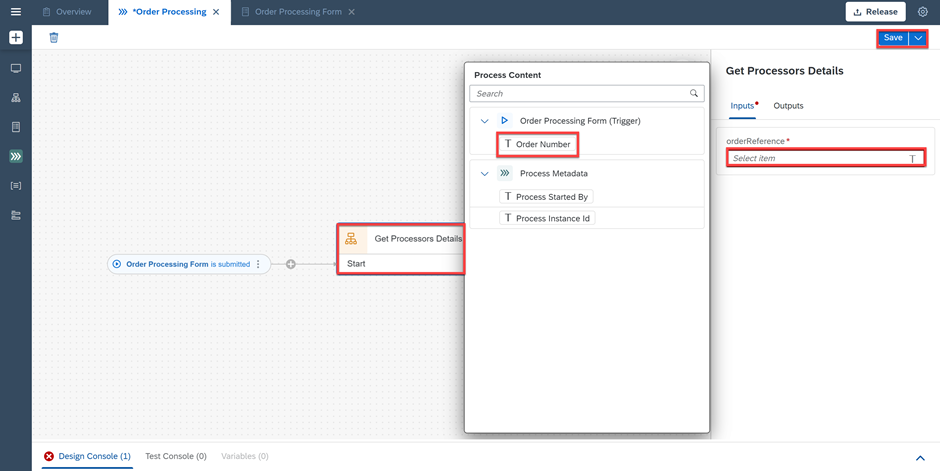 Overview
*Order Processing
Order Processing Form
Release
Save
Process Content
Search
Order Processing Form (Trigger)
T Order Number
Process Metadata
T Process Started By
T Process Instance Id
Get Processors Details
Inputs Outputs
orderReference *
Select item T
Get Processors Details
Start
Order Processing Form is submitted
Design Console (1) Test Console (0) Variables (0)